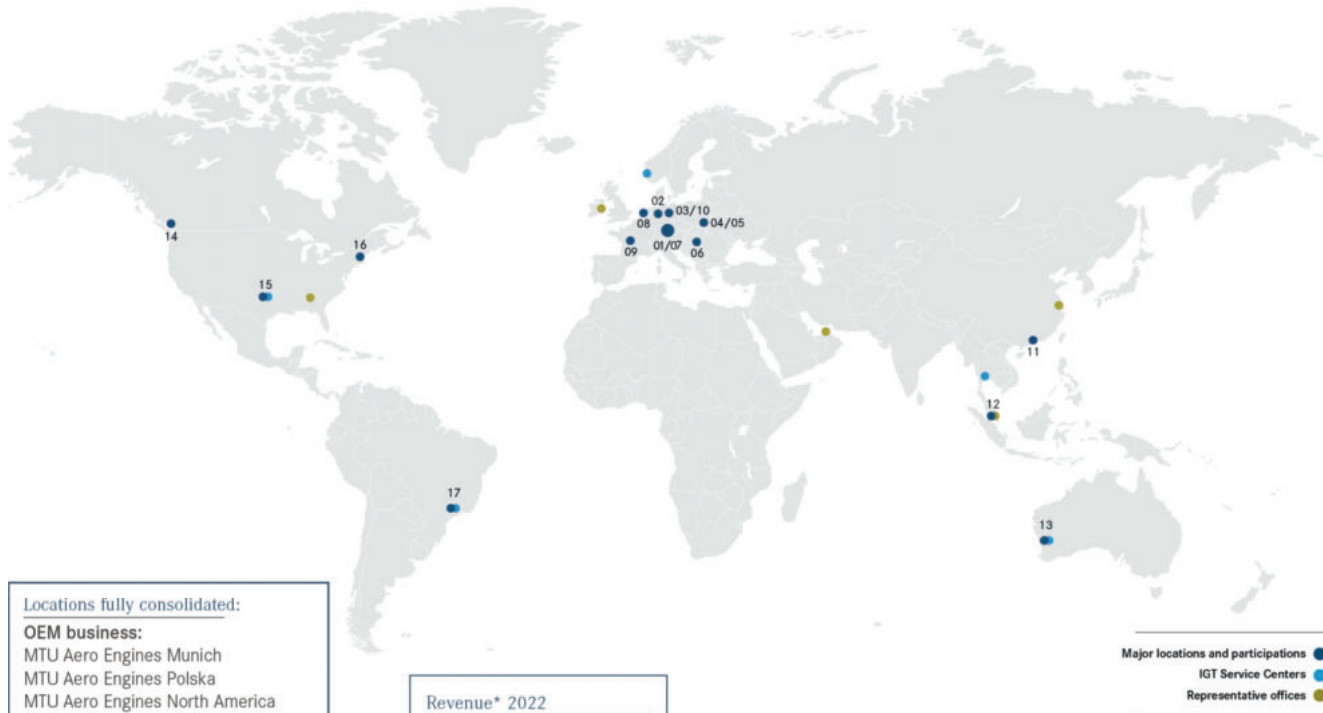 02
03/10
08
04/05
14
09
01/07
06
16
15
11
12
17
13
Locations fully consolidated:
OEM business:
MTU Aero Engines Munich
MTU Aero Engines Polska
MTU Aero Engines North America
Revenue* 2022
Major locations and participations
IGT Service Centers
Representative offices